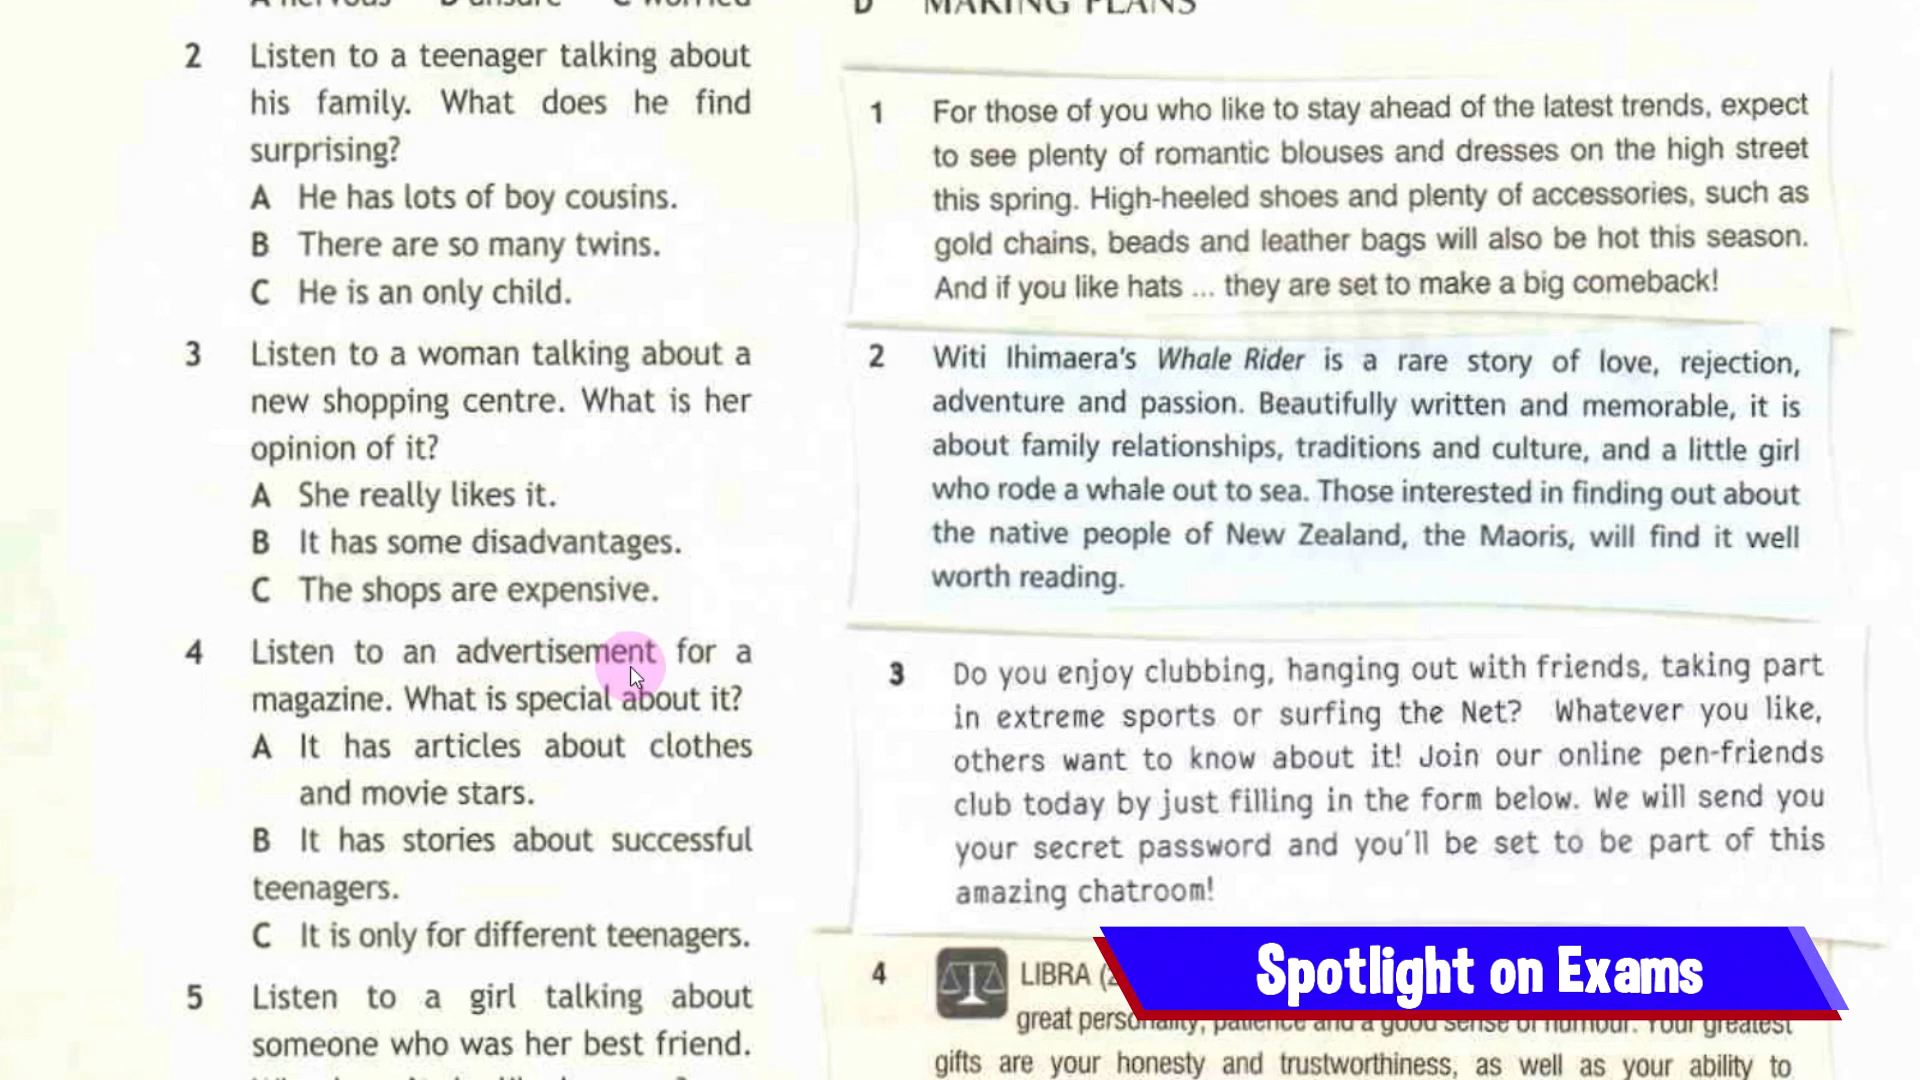 A nervous B unsure C worried
2 Listen to a teenager talking about
his family. What does he find
surprising?
A He has lots of boy cousins.
B There are so many twins.
C He is an only child.
3 Listen to a woman talking about a
new shopping centre. What is her
opinion of it?
A She really likes it.
B It has some disadvantages.
C The shops are expensive.
4 Listen to an advertisement for a
magazine. What is special about it?
A It has articles about clothes
and movie stars.
B It has stories about successful
teenagers.
C It is only for different teenagers.
5 Listen to a girl talking about
someone who was her best friend.
D MAKING PLANS
1 For those of you who like to stay ahead of the latest trends, expect
to see plenty of romantic blouses and dresses on the high street
this spring. High-heeled shoes and plenty of accessories, such as
gold chains, beads and leather bags will also be hot this season.
And if you like hats ... they are set to make a big comeback!
2 Witi Ihimaera's Whale Rider is a rare story of love, rejection,
adventure and passion. Beautifully written and memorable, it is
about family relationships, traditions and culture, and a little girl
who rode a whale out to sea. Those interested in finding out about
the native people of New Zealand, the Maoris, will find it well
worth reading.
3 Do you enjoy clubbing, hanging out with friends, taking part
in extreme sports or surfing the Net? Whatever you like,
others want to know about it! Join our online pen-friends
club today by just filling in the form below. We will send you
your secret password and you'll be set to be part of this
amazing chatroom!
4 LIBRA
great personality, patience and a good sense of humour. Your greatest
gifts are your honesty and trustworthiness, as well as your ability to
Spotlight on Exams